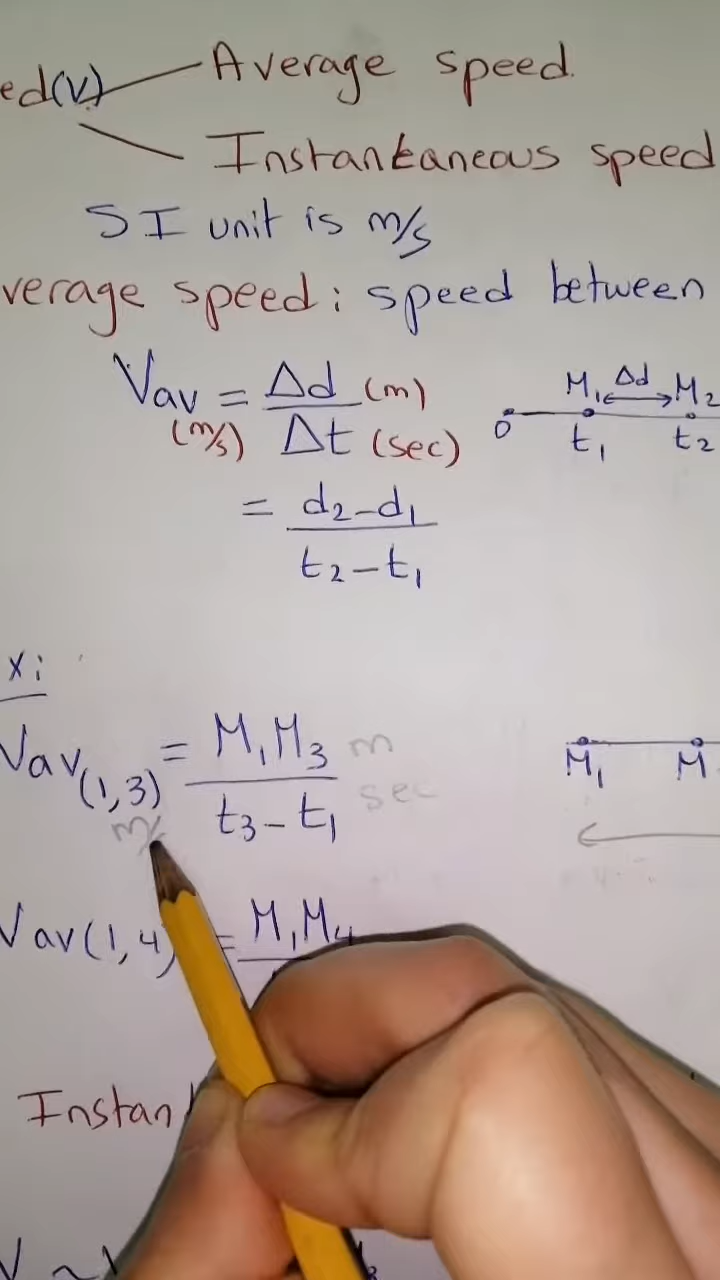 ed(V) Average speed.
Instantaneous speed
SI unit is m/s
verage speed: speed between
Vav = Δd (m)
(m/s) Δt (sec)
= d2-d1
t2-t1
M1 Δd M2
0 t1 t2
x:
Vav(1,3) = M1M3 m
m/
t3-t1 sec
M1 M
Vav(1,4) = M1M4
Instan